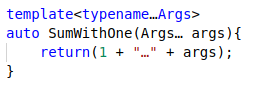 template<typename…Args>
auto SumWithOne(Args… args){
    return(1 + "…" + args);
}